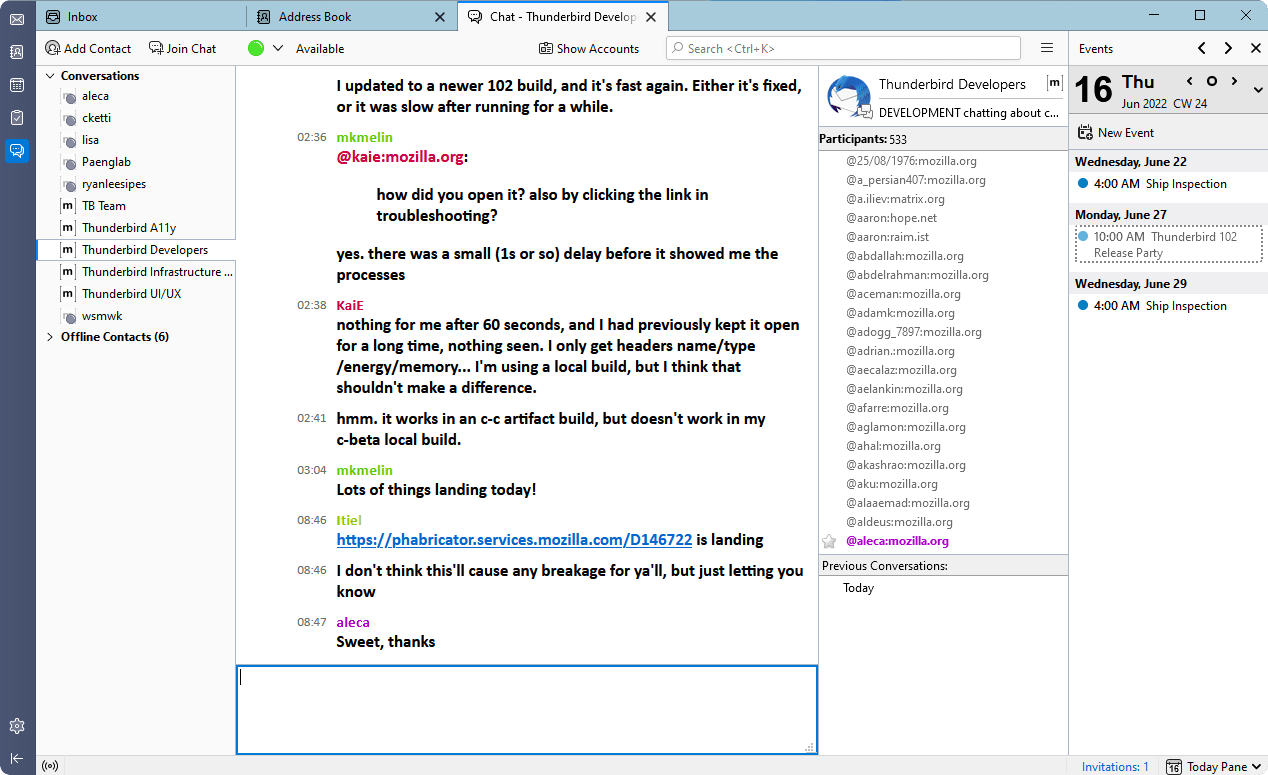 Inbox
Address Book
Chat - Thunderbird Develop
Add Contact
Join Chat
Available
Show Accounts
Search <Ctrl+K>
Conversations
aleca
cketti
lisa
Paenglab
ryanleesipes
m TB Team
m Thunderbird A11y
m Thunderbird Developers
m Thunderbird Infrastructure ...
m Thunderbird UI/UX
wsmwk
Offline Contacts (6)
I updated to a newer 102 build, and it's fast again. Either it's fixed,
or it was slow after running for a while.
02:36 mkmelin
@kaie:mozilla.org:
how did you open it? also by clicking the link in
troubleshooting?
yes. there was a small (1s or so) delay before it showed me the
processes
02:38 KaiE
nothing for me after 60 seconds, and I had previously kept it open
for a long time, nothing seen. I only get headers name/type
/energy/memory... I'm using a local build, but I think that
shouldn't make a difference.
02:41 hmm. it works in an c-c artifact build, but doesn't work in my
c-beta local build.
03:04 mkmelin
Lots of things landing today!
08:46 Itiel
https://phabricator.services.mozilla.com/D146722 is landing
08:46 I don't think this'll cause any breakage for ya'll, but just letting you
know
08:47 aleca
Sweet, thanks
Thunderbird Developers [m]
DEVELOPMENT chatting about c...
Participants: 533
@25/08/1976:mozilla.org
@a_persian407:mozilla.org
@a.iliev:matrix.org
@aaron:hope.net
@aaron:raim.ist
@abdallah:mozilla.org
@abdelrahman:mozilla.org
@aceman:mozilla.org
@adamk:mozilla.org
@adogg_7897:mozilla.org
@adrian.:mozilla.org
@aecalaz:mozilla.org
@aelankin:mozilla.org
@afarre:mozilla.org
@aglamon:mozilla.org
@ahal:mozilla.org
@akashrao:mozilla.org
@aku:mozilla.org
@alaaemad:mozilla.org
@aldeus:mozilla.org
@aleca:mozilla.org
Previous Conversations:
Today
Events
16 Thu
Jun 2022 CW 24
New Event
Wednesday, June 22
4:00 AM Ship Inspection
Monday, June 27
10:00 AM Thunderbird 102
Release Party
Wednesday, June 29
4:00 AM Ship Inspection
Invitations: 1
16 Today Pane